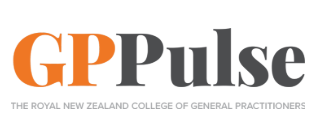 GPPulse
THE ROYAL NEW ZEALAND COLLEGE OF GENERAL PRACTITIONERS